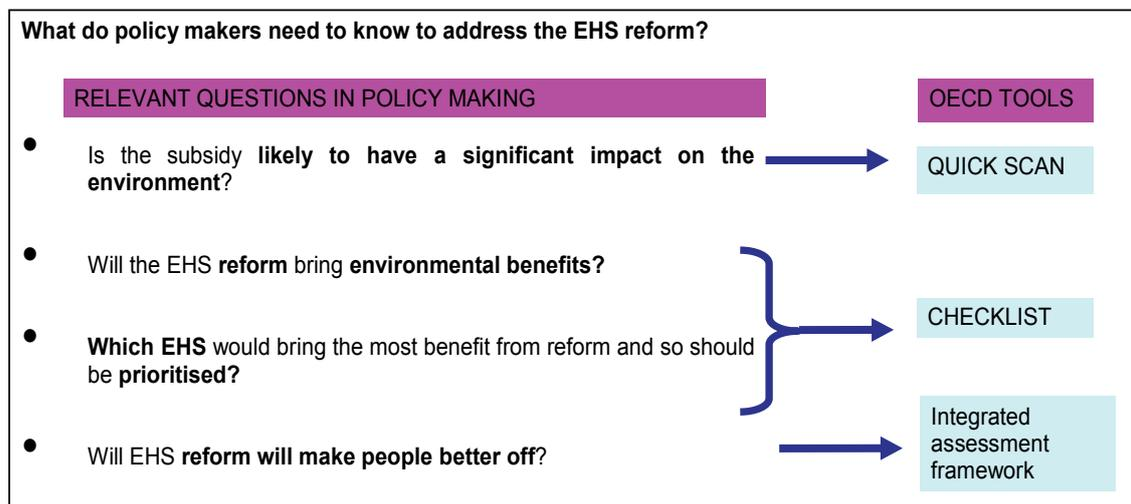 What do policy makers need to know to address the EHS reform?
RELEVANT QUESTIONS IN POLICY MAKING
OECD TOOLS
Is the subsidy likely to have a significant impact on the
environment?
QUICK SCAN
Will the EHS reform bring environmental benefits?
Which EHS would bring the most benefit from reform and so should
be prioritised?
CHECKLIST
Will EHS reform will make people better off?
Integrated
assessment
framework